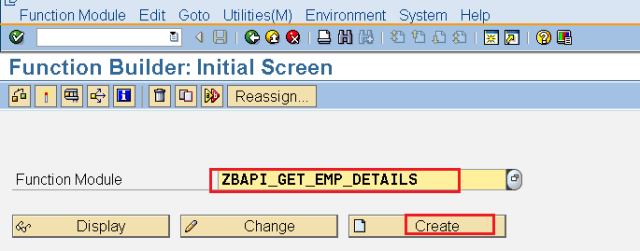 Function Module Edit Goto Utilities(M) Environment System Help
Function Builder: Initial Screen
Reassign...
Function Module ZBAPI_GET_EMP_DETAILS
Display Change Create